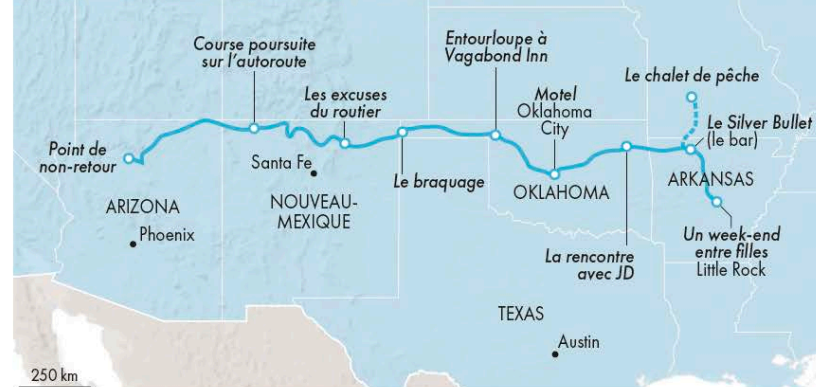 Course poursuite
sur l'autoroute
Entourloupe à
Vagabond Inn
Le chalet de pêche
Les excuses
du routier
Motel
Oklahoma
City
Le Silver Bullet
(le bar)
Point de
non-retour
Santa Fe
Le braquage
OKLAHOMA
ARKANSAS
ARIZONA
NOUVEAU-
MEXIQUE
Phoenix
Un week-end
entre filles
Little Rock
La rencontre
avec JD
TEXAS
Austin
250 km